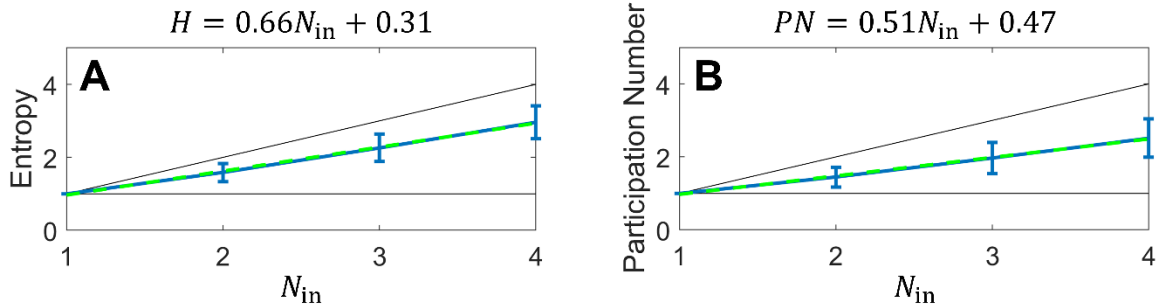 H = 0.66N_in + 0.31
A
Entropy
4
2
0
1 2 3 4
N_in
PN = 0.51N_in + 0.47
B
Participation Number
4
2
0
1 2 3 4
N_in